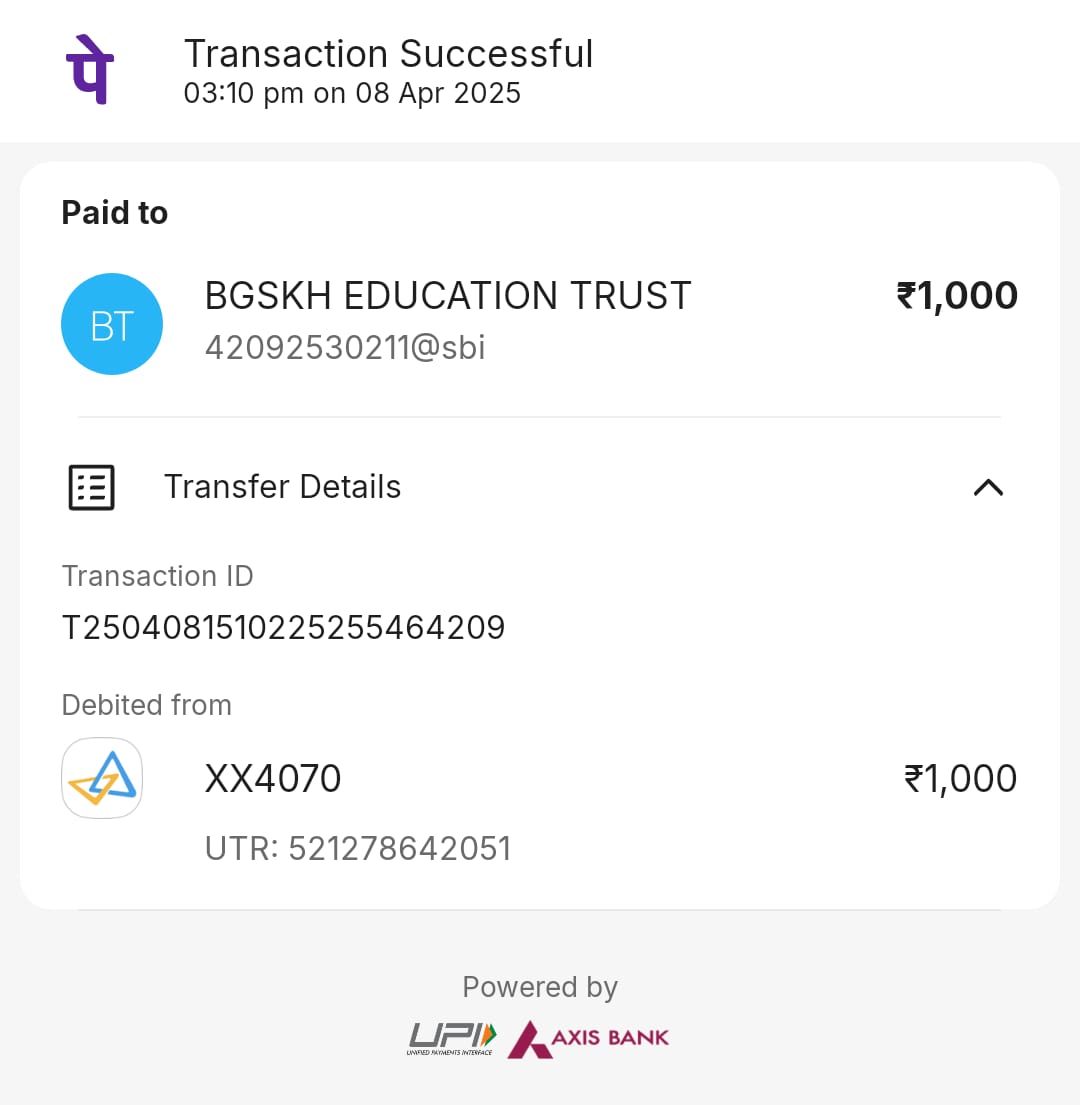 पे
Transaction Successful
03:10 pm on 08 Apr 2025
Paid to
BT
BGSKH EDUCATION TRUST
₹1,000
42092530211@sbi
Transfer Details
Transaction ID
T2504081510225255464209
Debited from
XX4070
₹1,000
UTR: 521278642051
Powered by
UPI AXIS BANK
UNIFIED PAYMENTS INTERFACE